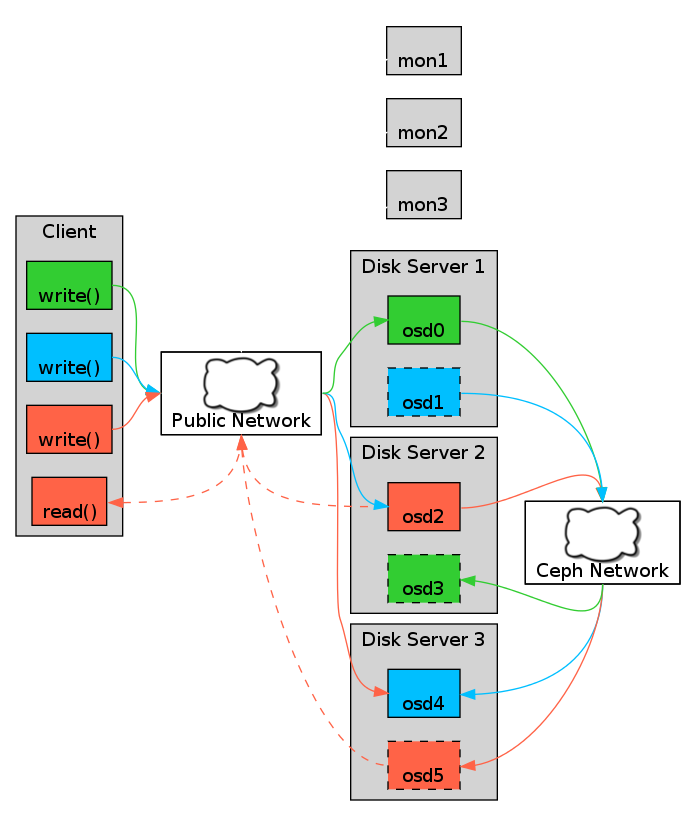 mon1
mon2
mon3
Client
write()
write()
write()
read()
Public Network
Disk Server 1
osd0
osd1
Disk Server 2
osd2
osd3
Disk Server 3
osd4
osd5
Ceph Network